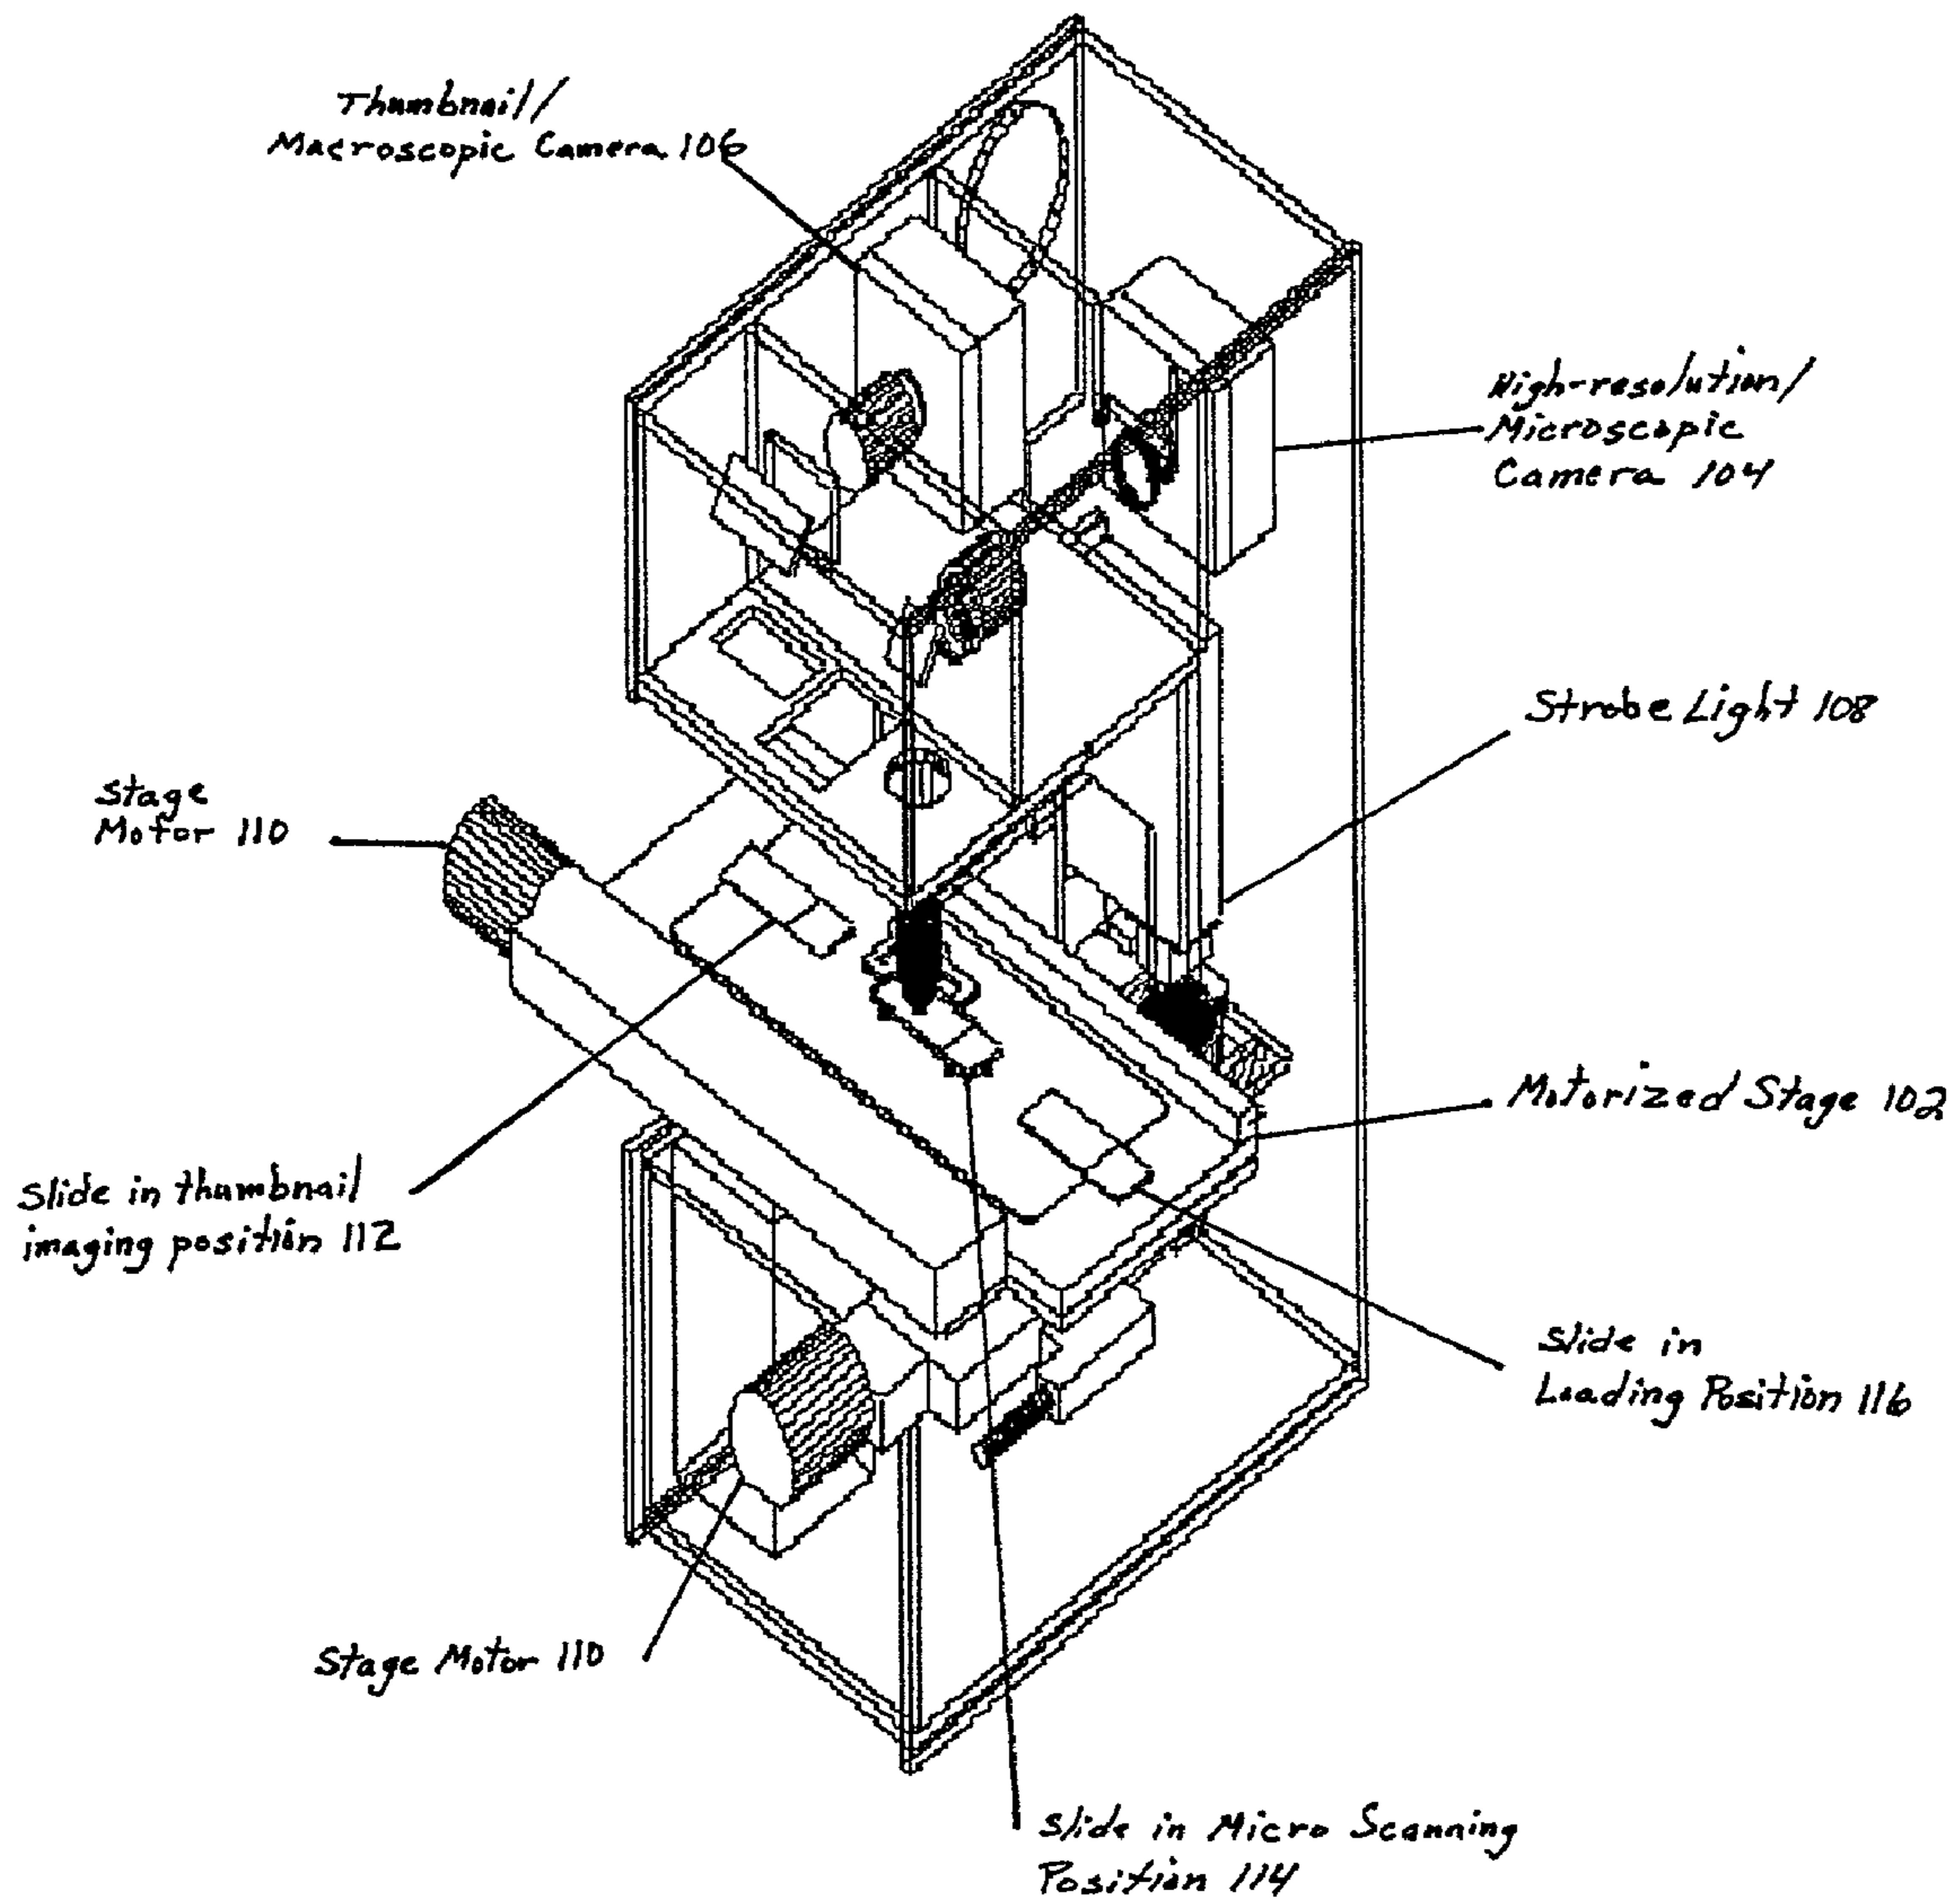 Thumbnail/
Macroscopic Camera 106
High-resolution/
Microscopic
Camera 104
Strobe Light 108
Stage
Motor 110
Motorized Stage 102
Slide in thumbnail
imaging position 112
Slide in
Loading Position 116
Stage Motor 110
Slide in Micro Scanning
Position 114